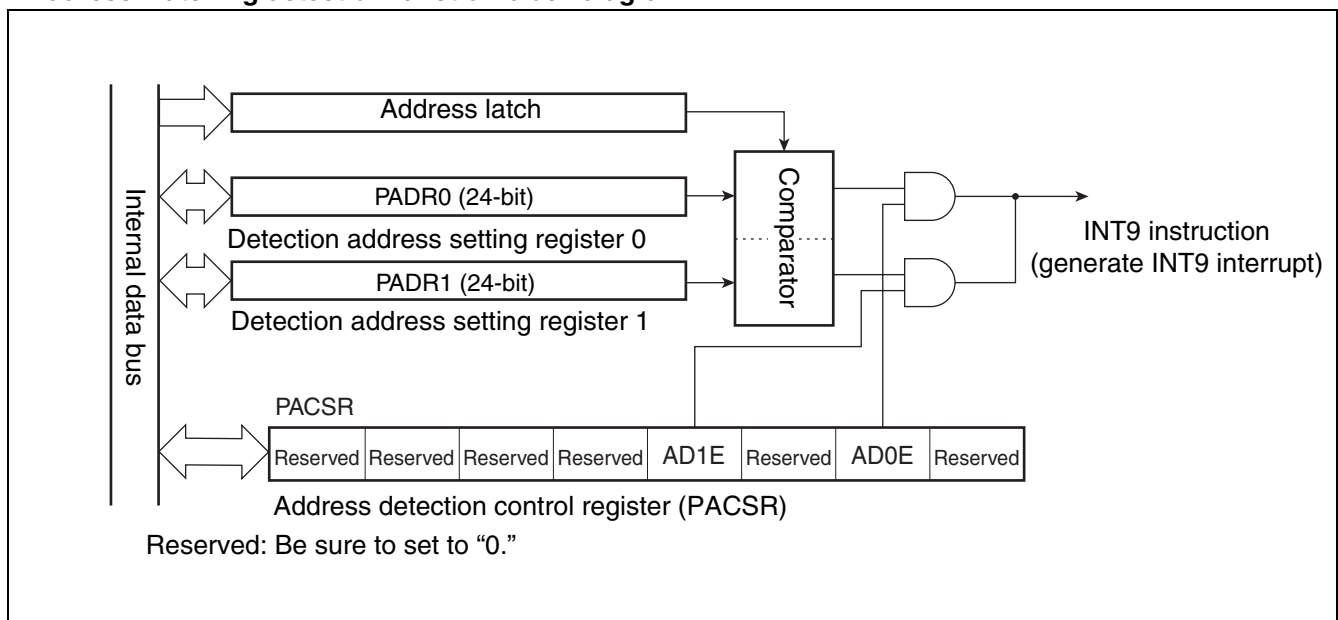 Address latch
PADR0 (24-bit)
Detection address setting register 0
PADR1 (24-bit)
Detection address setting register 1
Internal data bus
Comparator
INT9 instruction
(generate INT9 interrupt)
PACSR
Reserved Reserved Reserved Reserved AD1E Reserved AD0E Reserved
Address detection control register (PACSR)
Reserved: Be sure to set to “0.”